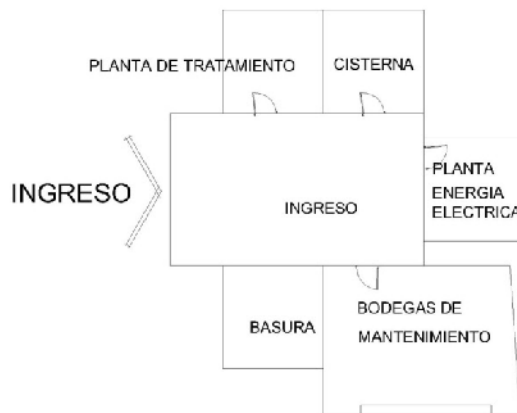 PLANTA DE TRATAMIENTO
CISTERNA
INGRESO
PLANTA
ENERGIA
ELECTRICA
INGRESO
BASURA
BODEGAS DE
MANTENIMIENTO